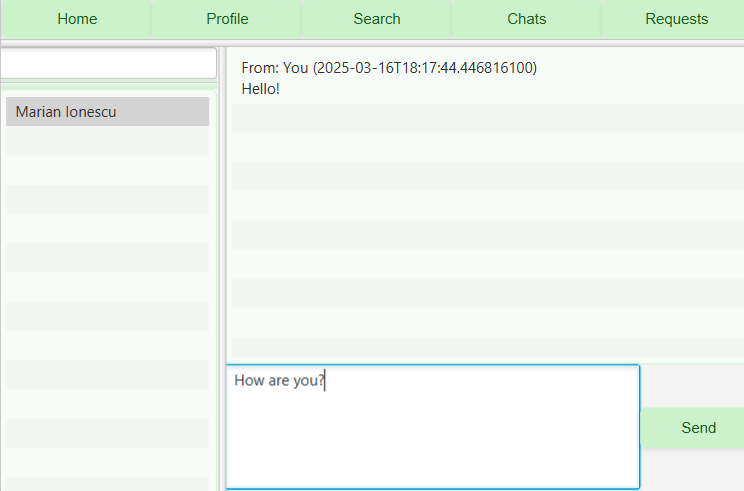 Home Profile Search Chats Requests
Marian Ionescu
From: You (2025-03-16T18:17:44.446816100)
Hello!
How are you?
Send